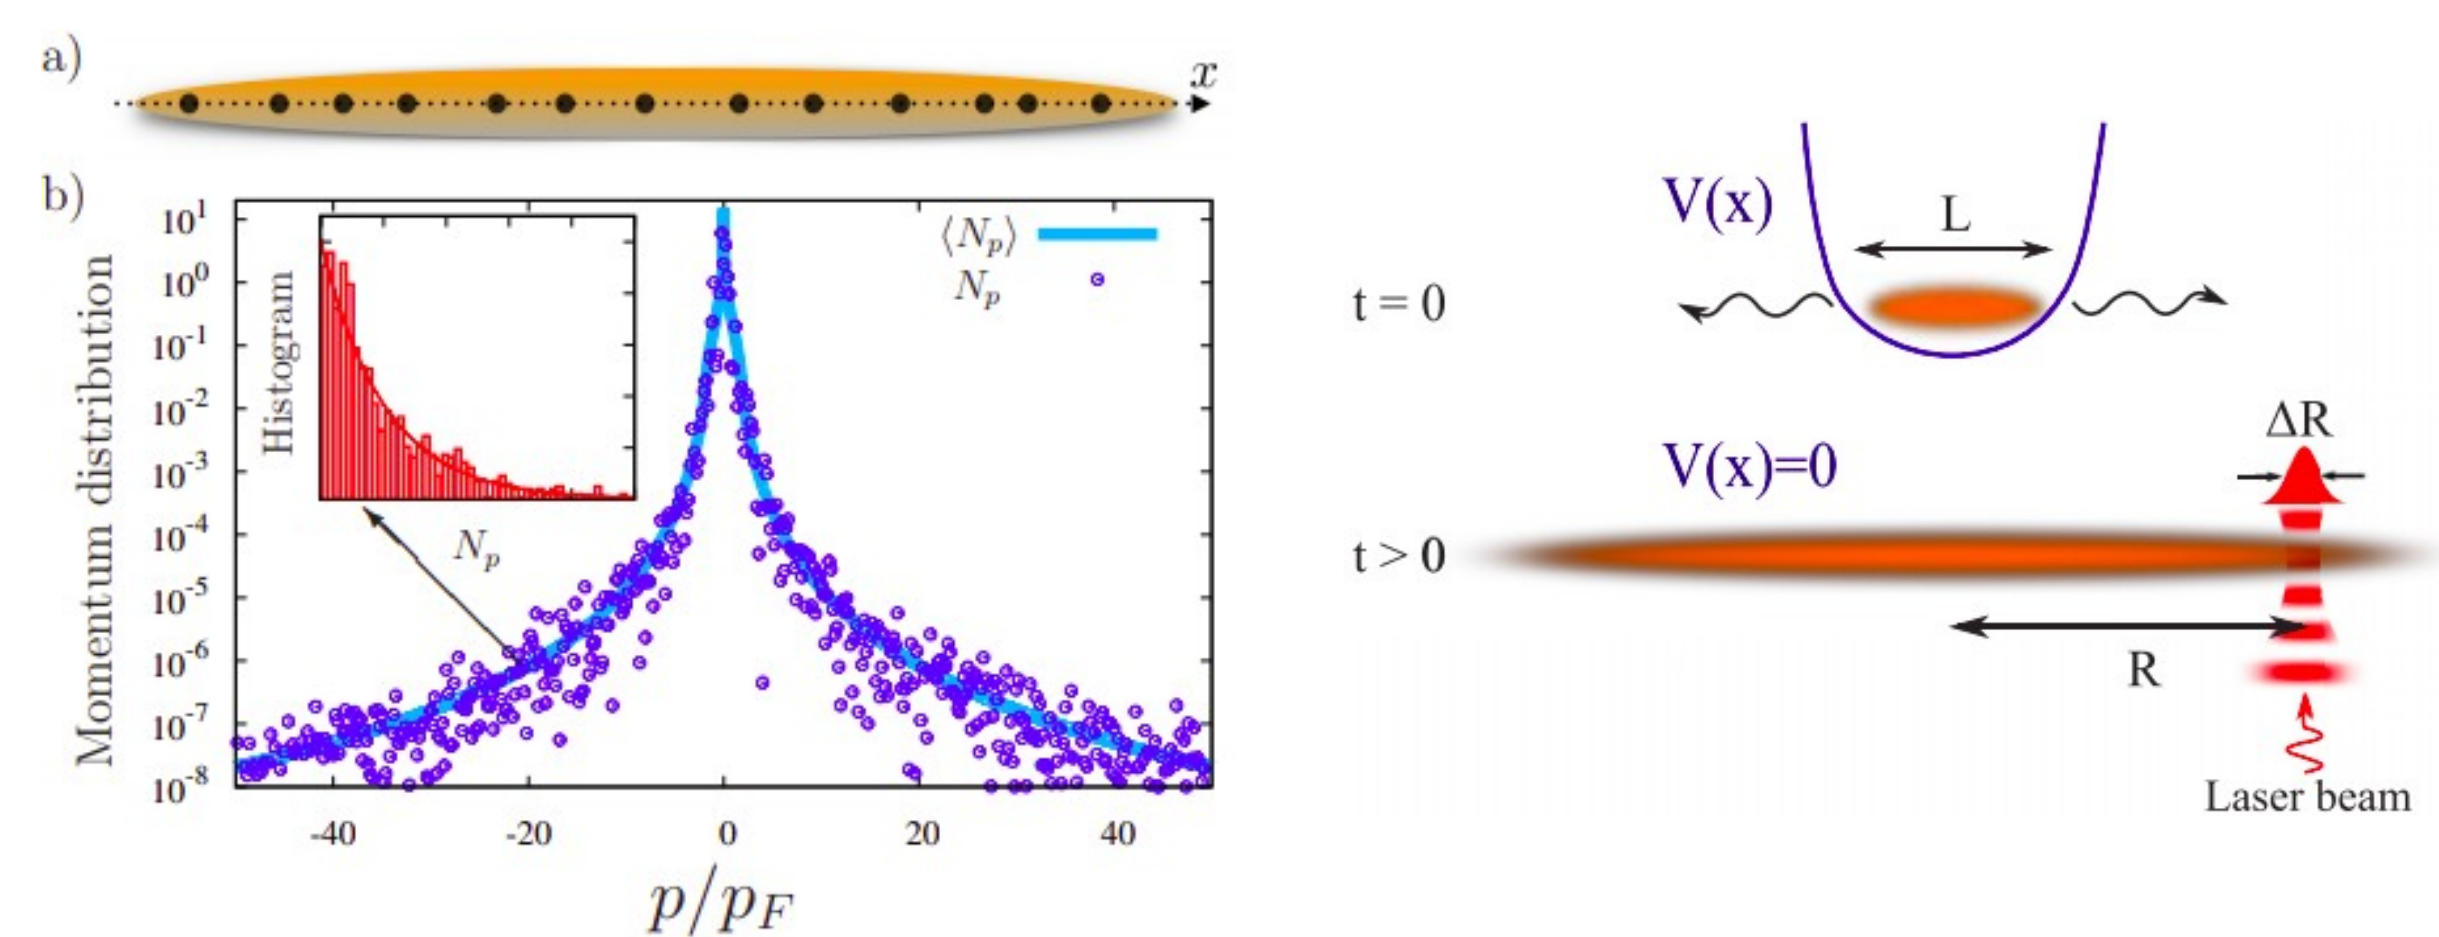 a)
x
b)
Momentum distribution
10^1
10^0
10^-1
10^-2
10^-3
10^-4
10^-5
10^-6
10^-7
10^-8
Histogram
N_p
⟨N_p⟩
N_p
-40 -20 0 20 40
p/p_F
V(x)
L
t = 0
ΔR
V(x)=0
t > 0
R
Laser beam